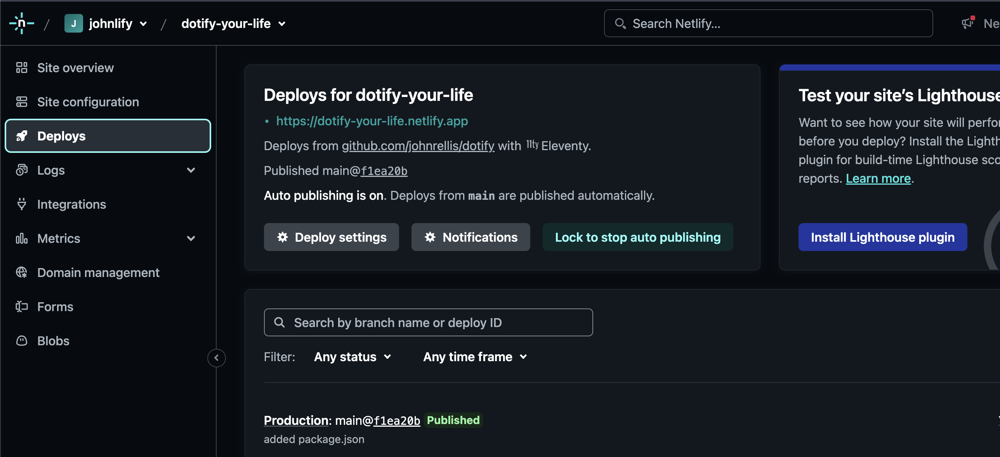 n / J johnlify / dotify-your-life
Search Netlify...
Site overview
Site configuration
Deploys
Logs
Integrations
Metrics
Domain management
Forms
Blobs
Deploys for dotify-your-life
• https://dotify-your-life.netlify.app
Deploys from github.com/johnrellis/dotify with 11ty Eleventy.
Published main@f1ea20b
Auto publishing is on. Deploys from main are published automatically.
Deploy settings
Notifications
Lock to stop auto publishing
Test your site's Lighthouse
Want to see how your site will
before you deploy? Install the
plugin for build-time Lighthouse
reports. Learn more.
Install Lighthouse plugin
Search by branch name or deploy ID
Filter: Any status Any time frame
Production: main@f1ea20b Published
added package.json